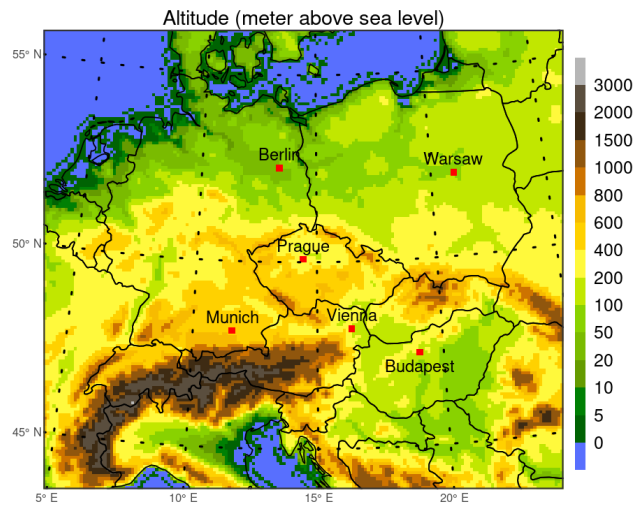 Altitude (meter above sea level)
55° N
50° N
45° N
Berlin
Warsaw
Prague
Munich
Vienna
Budapest
5° E
10° E
15° E
20° E
3000
2000
1500
1000
800
600
400
200
100
50
20
10
5
0